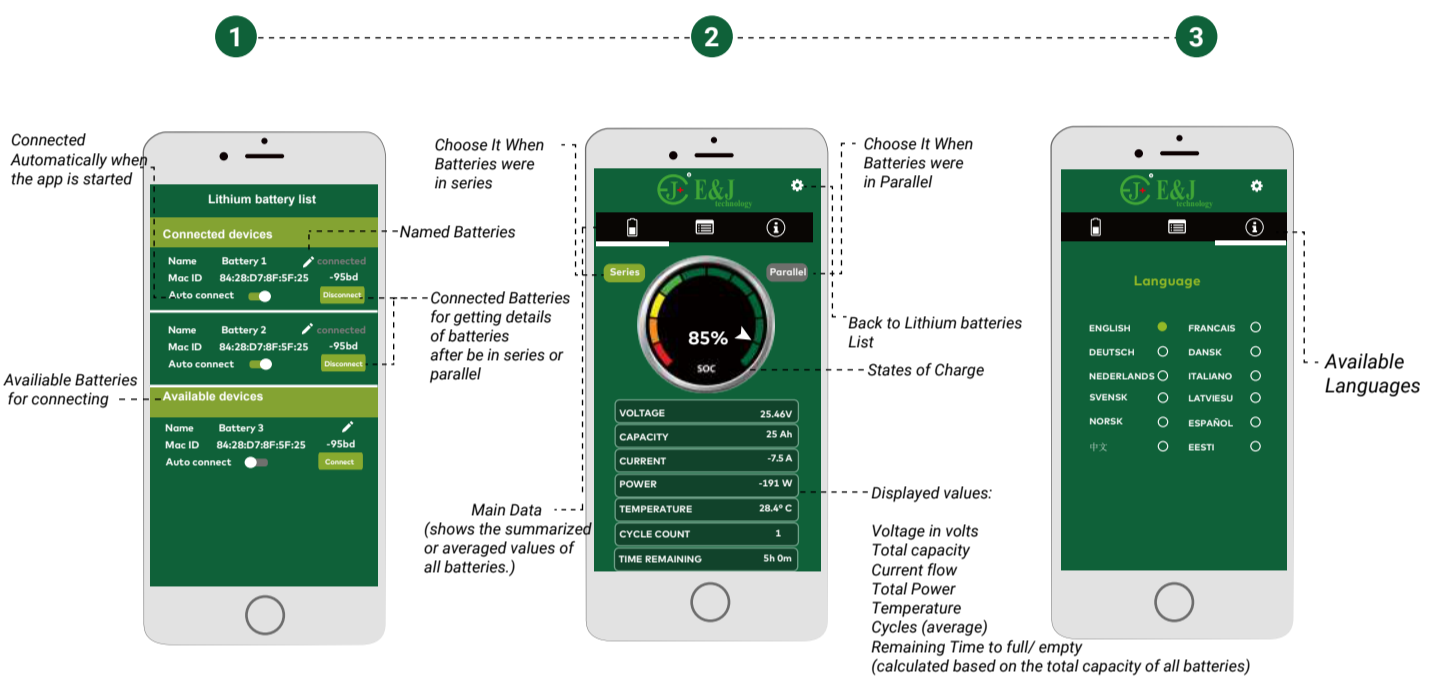 1
2
3
Connected
Automatically when
the app is started
Lithium battery list
Connected devices
Name Battery 1 connected
Mac ID 84:28:D7:8F:5F:25 -95bd
Auto connect Disconnect
Name Battery 2 connected
Mac ID 84:28:D7:8F:5F:25 -95bd
Auto connect Disconnect
Available devices
Name Battery 3
Mac ID 84:28:D7:8F:5F:25 -95bd
Auto connect Connect
Availiable Batteries
for connecting
Named Batteries
Connected Batteries
for getting details
of batteries
after be in series or
parallel
Choose It When
Batteries were
in series
Main Data
(shows the summarized
or averaged values of
all batteries.)
EJ E&J
technology
Series
Parallel
85%
SOC
VOLTAGE 25.46V
CAPACITY 25 Ah
CURRENT -7.5 A
POWER -191 W
TEMPERATURE 28.4° C
CYCLE COUNT 1
TIME REMAINING 5h 0m
Choose It When
Batteries were
in Parallel
Back to Lithium batteries
List
States of Charge
Displayed values:
Voltage in volts
Total capacity
Current flow
Total Power
Temperature
Cycles (average)
Remaining Time to full/ empty
(calculated based on the total capacity of all batteries)
EJ E&J
technology
Language
ENGLISH FRANCAIS
DEUTSCH DANSK
NEDERLANDS ITALIANO
SVENSK LATVIESU
NORSK ESPAÑOL
中文 EESTI
Available
Languages